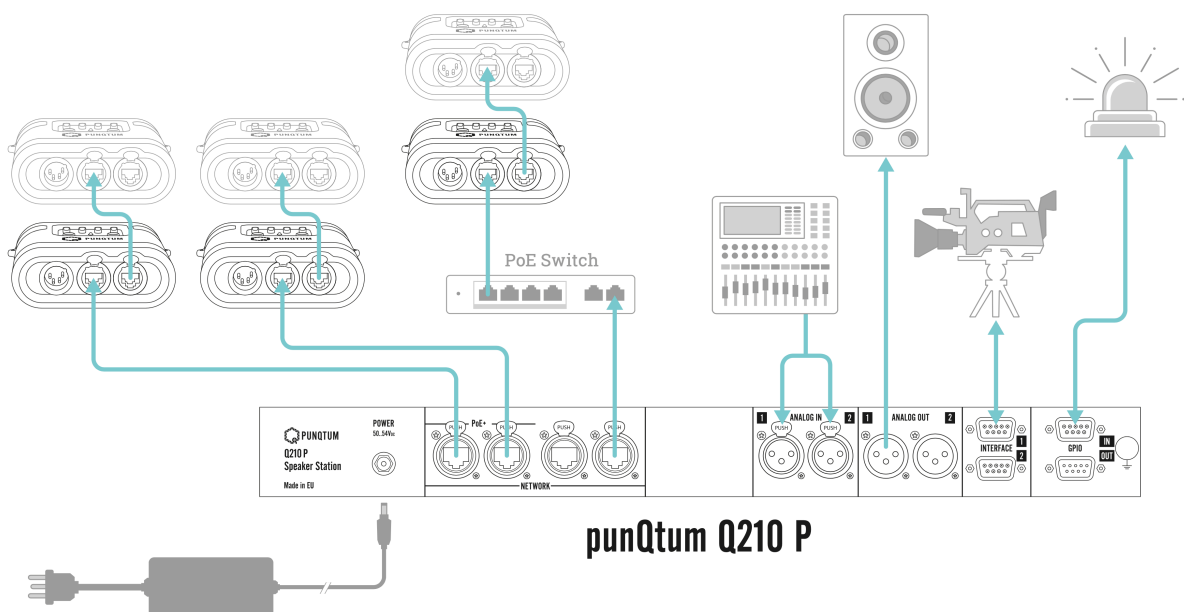 PUNQTUM
PUNQTUM
PUNQTUM
PUNQTUM
PUNQTUM
PUNQTUM
PoE Switch
PUNQTUM
Q210 P
Speaker Station
Made in EU
POWER
50..54VDC
PoE+
PUSH
PUSH
PUSH
PUSH
NETWORK
1 ANALOG IN 2
PUSH
PUSH
1 ANALOG OUT 2
INTERFACE
1
2
GPIO
IN
OUT
punQtum Q210 P